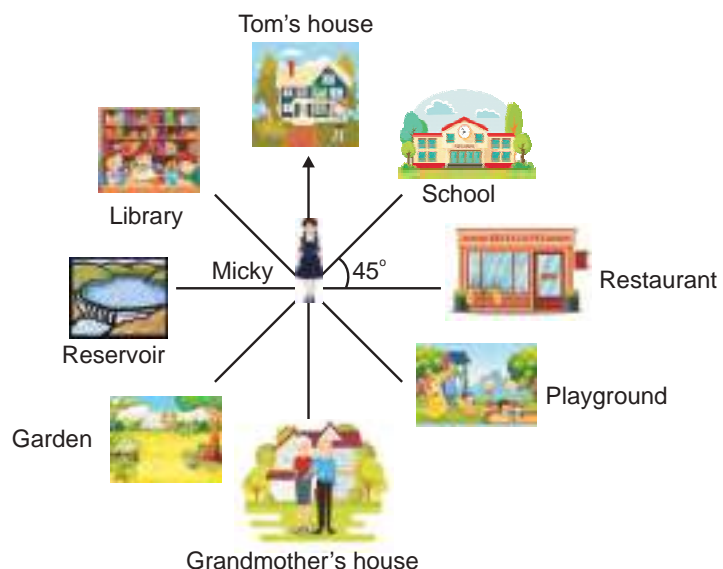 Tom's house
School
Library
Micky
45°
Restaurant
Reservoir
Playground
Garden
Grandmother's house